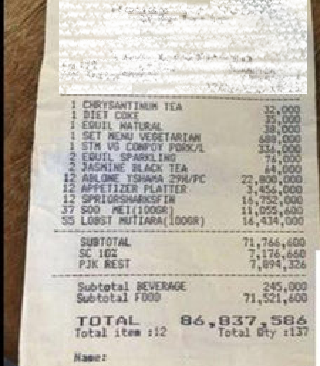 1 CHRYSANTINUM TEA 32,000
1 DIET COKE 35,000
1 EQUIL NATURAL 38,000
1 SET MENU VEGETARIAN 688,000
1 STM VG CONPOY PORK/L 336,000
2 EQUIL SPARKLING 76,000
2 JASMINE BLACK TEA 64,000
12 ABLONE YSHAMA 29H/PC 22,800,000
12 APPETIZER PLATTER 3,456,000
12 SPRIGRSHARKSFIN 16,752,000
37 SOO MEI(100GR) 11,055,600
55 LOBST MUTIARA(100GR) 16,434,000
SUBTOTAL 71,766,600
SC 10% 7,176,660
PJK REST 7,894,326
Subtotal BEVERAGE 245,000
Subtotal FOOD 71,521,600
TOTAL 86,837,586
Total item :12 Total Qty :137
Name: